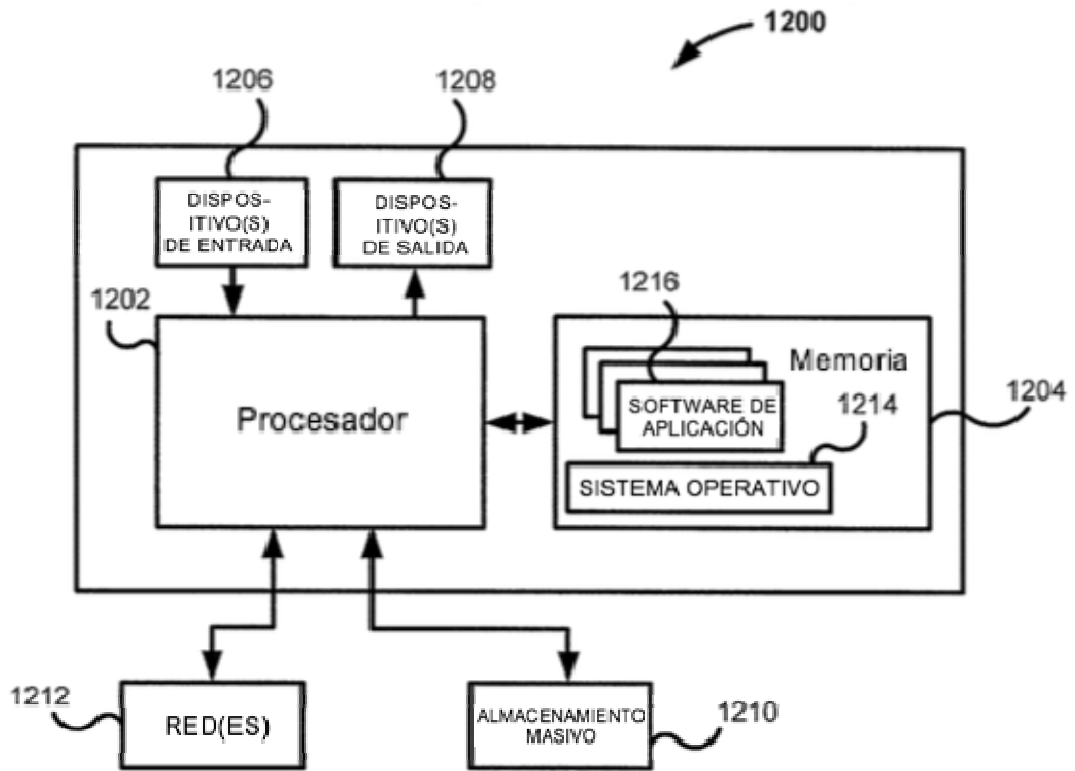 1200
1206
1208
DISPOS-
ITIVO(S)
DE ENTRADA
DISPOS-
ITIVO(S)
DE SALIDA
1202
Procesador
1216
Memoria
SOFTWARE DE
APLICACIÓN
1214
1204
SISTEMA OPERATIVO
1212
RED(ES)
ALMACENAMIENTO
MASIVO
1210